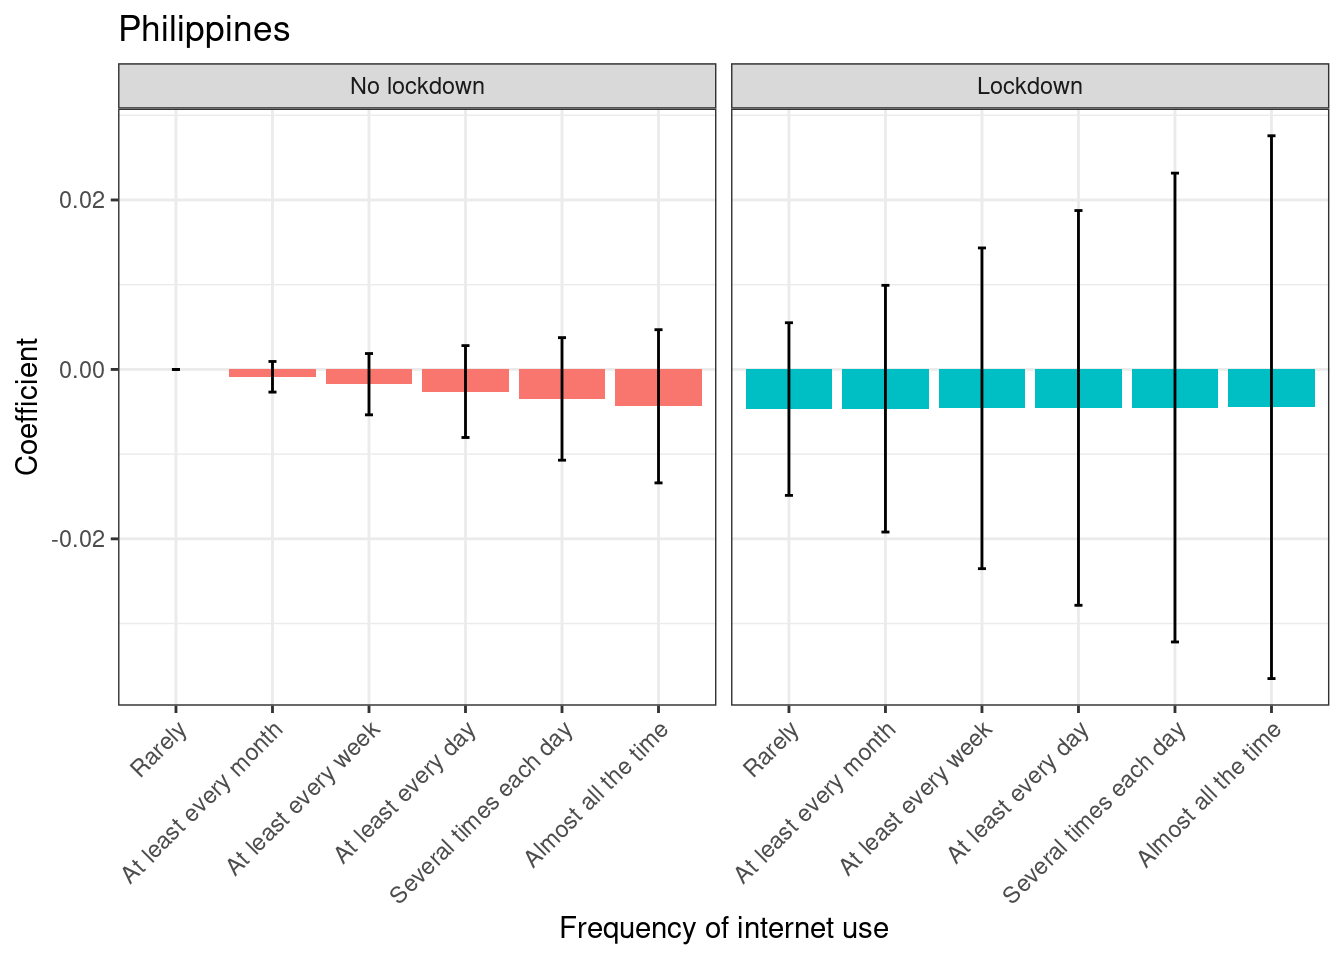 Philippines
No lockdown
Lockdown
Coefficient
0.02
0.00
-0.02
Rarely
At least every month
At least every week
At least every day
Several times each day
Almost all the time
Rarely
At least every month
At least every week
At least every day
Several times each day
Almost all the time
Frequency of internet use